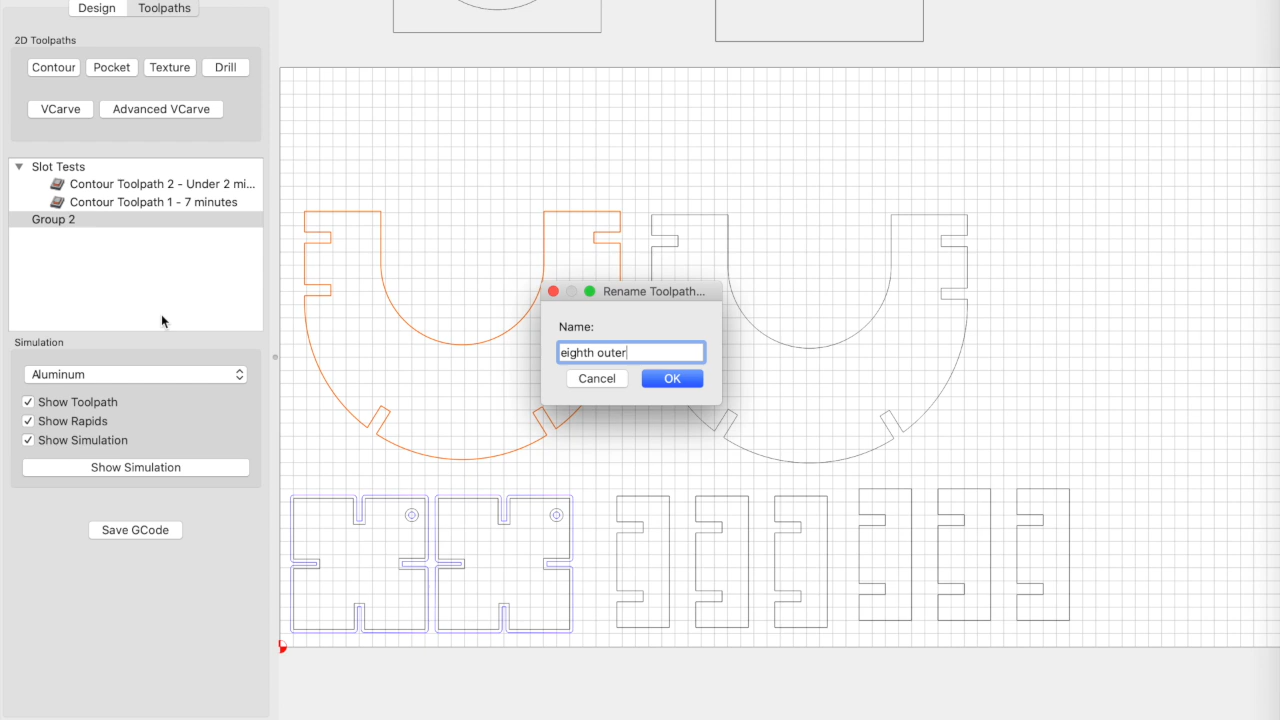 Design Toolpaths
2D Toolpaths
Contour Pocket Texture Drill
VCarve Advanced VCarve
Slot Tests
Contour Toolpath 2 - Under 2 mi...
Contour Toolpath 1 - 7 minutes
Group 2
Simulation
Aluminum
Show Toolpath
Show Rapids
Show Simulation
Show Simulation
Save GCode
Rename Toolpath...
Name:
eighth outer
Cancel OK